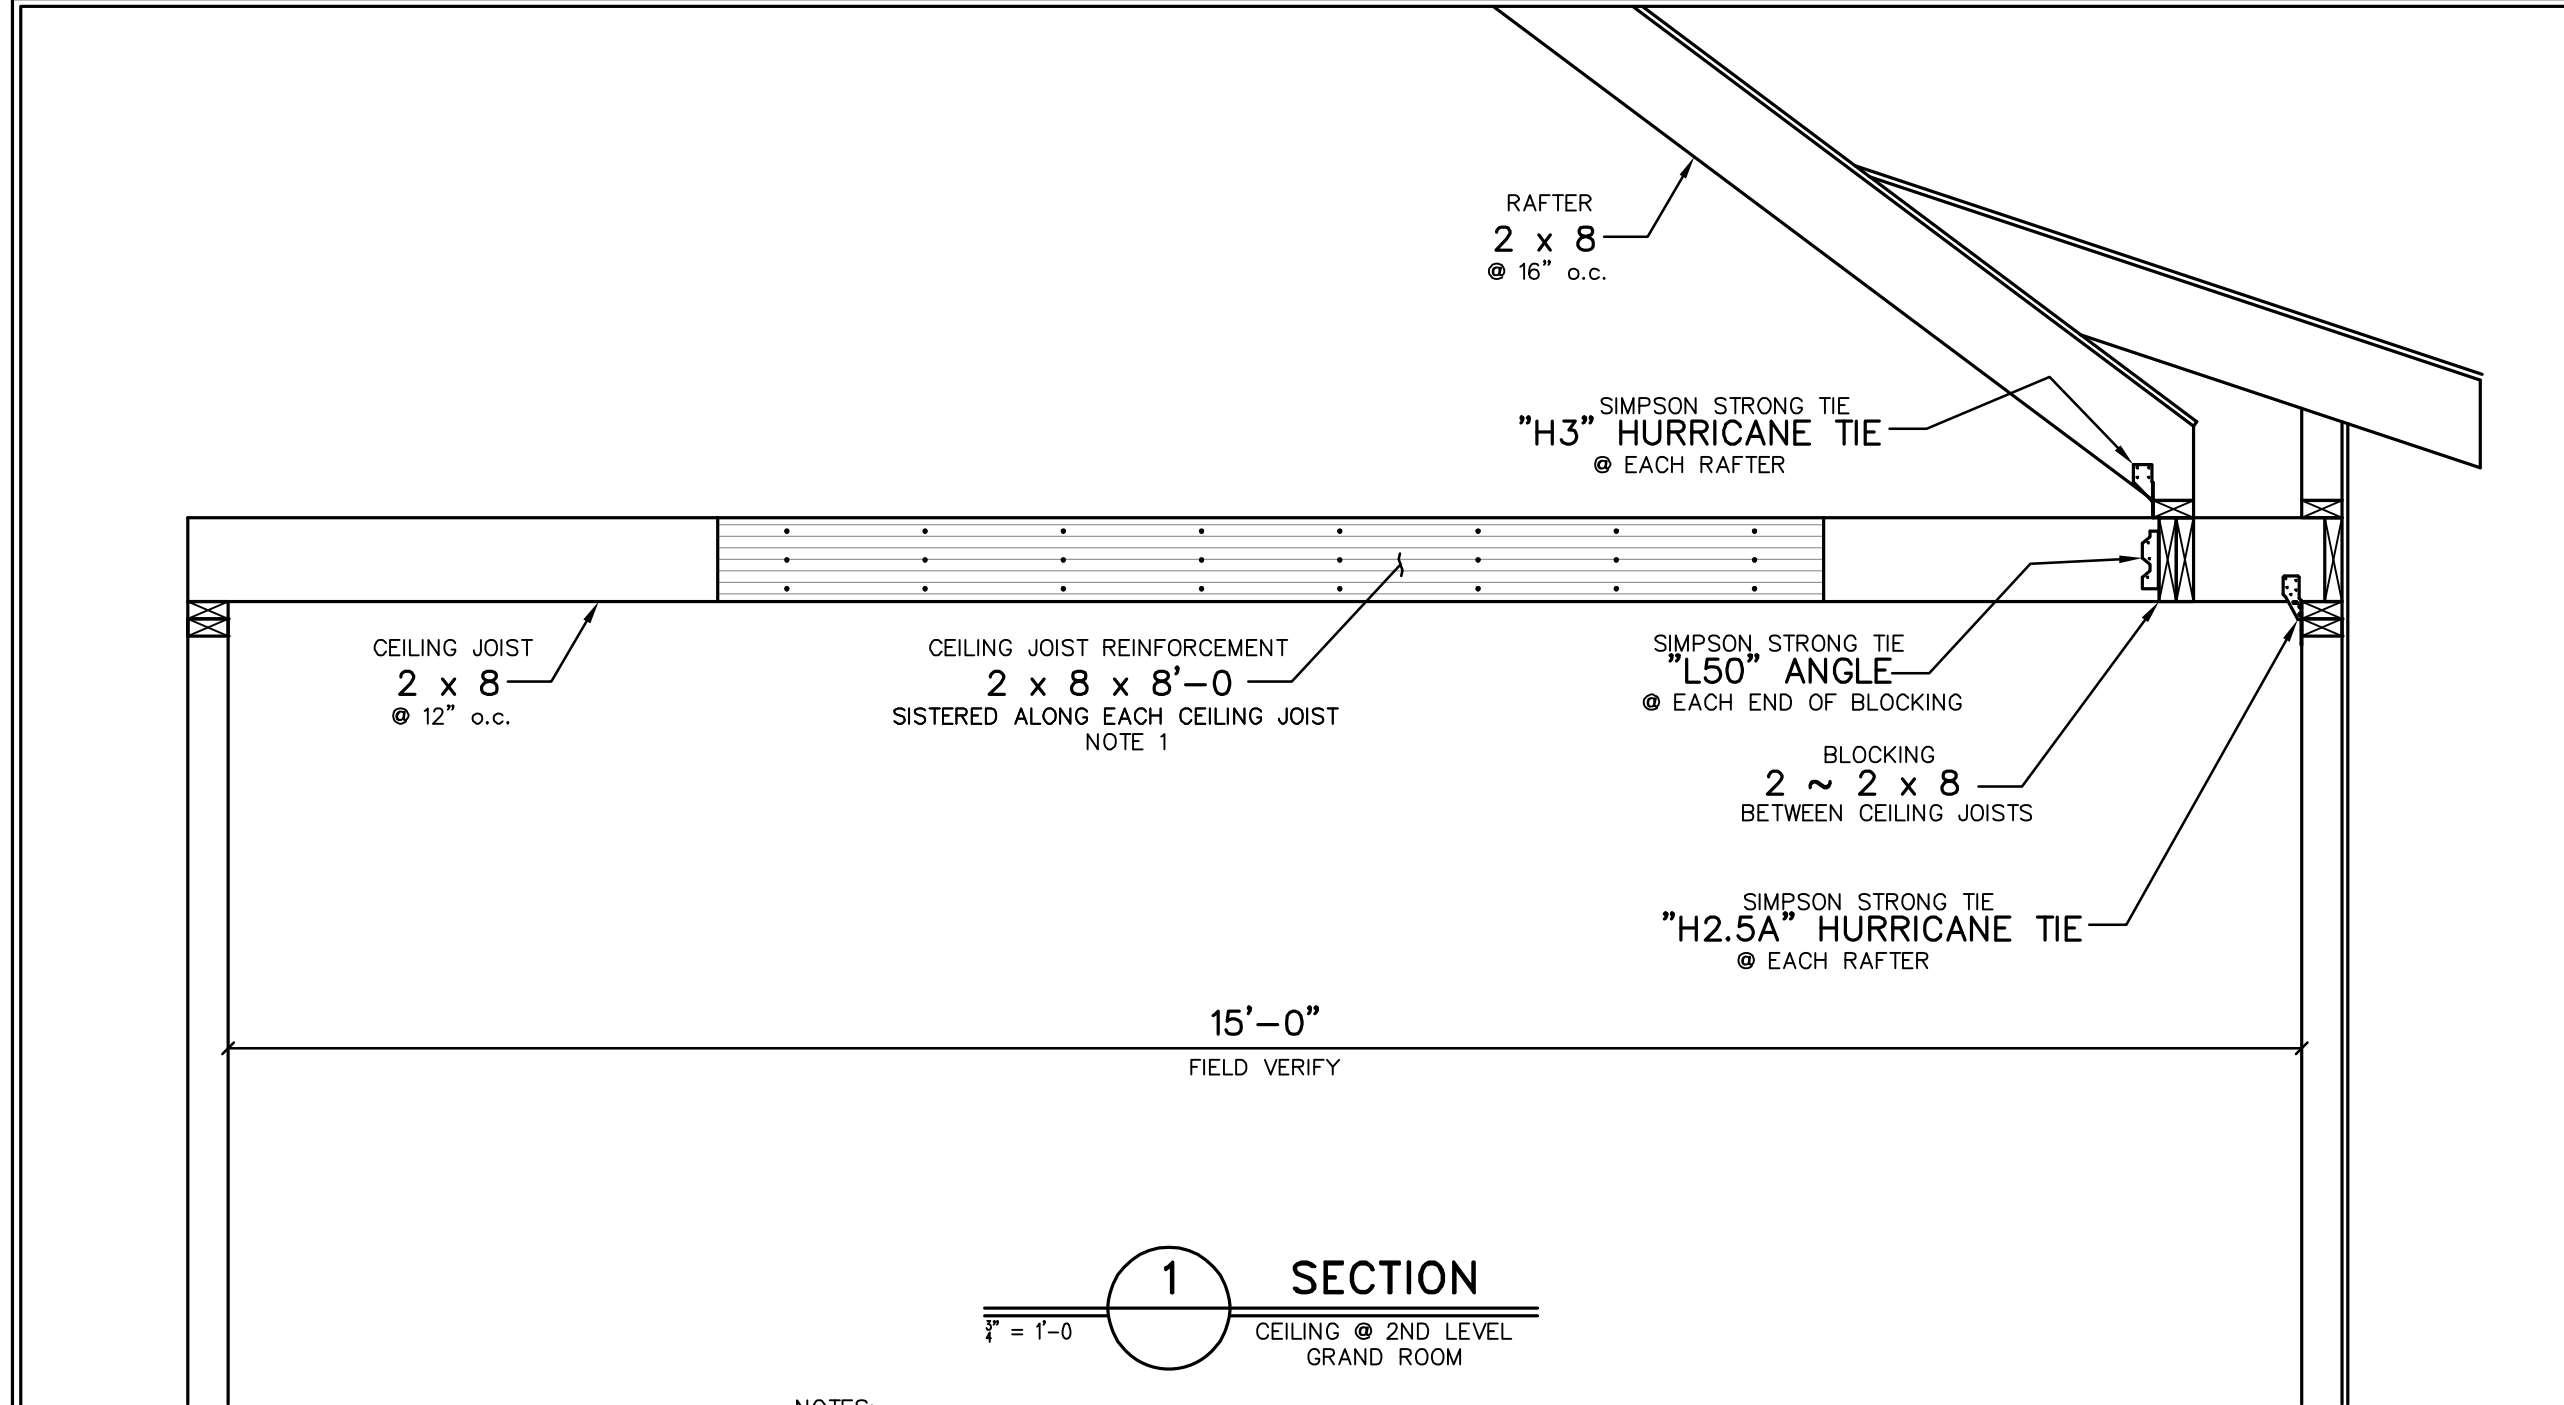 RAFTER
2 x 8
@ 16" o.c.
SIMPSON STRONG TIE
"H3" HURRICANE TIE
@ EACH RAFTER
CEILING JOIST
2 x 8
@ 12" o.c.
CEILING JOIST REINFORCEMENT
2 x 8 x 8'-0
SISTERED ALONG EACH CEILING JOIST
NOTE 1
SIMPSON STRONG TIE
"L50" ANGLE
@ EACH END OF BLOCKING
BLOCKING
2 ~ 2 x 8
BETWEEN CEILING JOISTS
SIMPSON STRONG TIE
"H2.5A" HURRICANE TIE
@ EACH RAFTER
15'-0"
FIELD VERIFY
1
SECTION
3/4" = 1'-0
CEILING @ 2ND LEVEL
GRAND ROOM
NOTES: